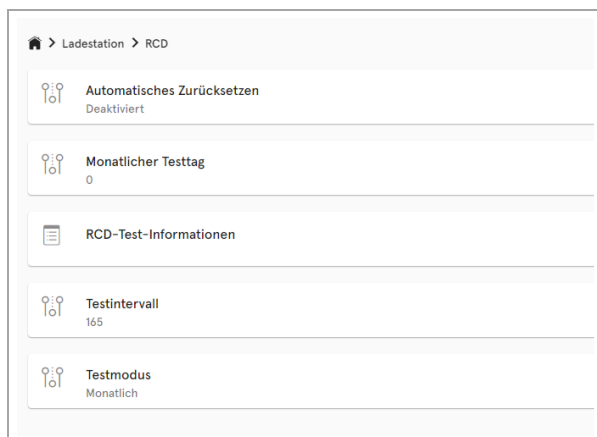 Ladestation > RCD
Automatisches Zurücksetzen
Deaktiviert
Monatlicher Testtag
0
RCD-Test-Informationen
Testintervall
165
Testmodus
Monatlich